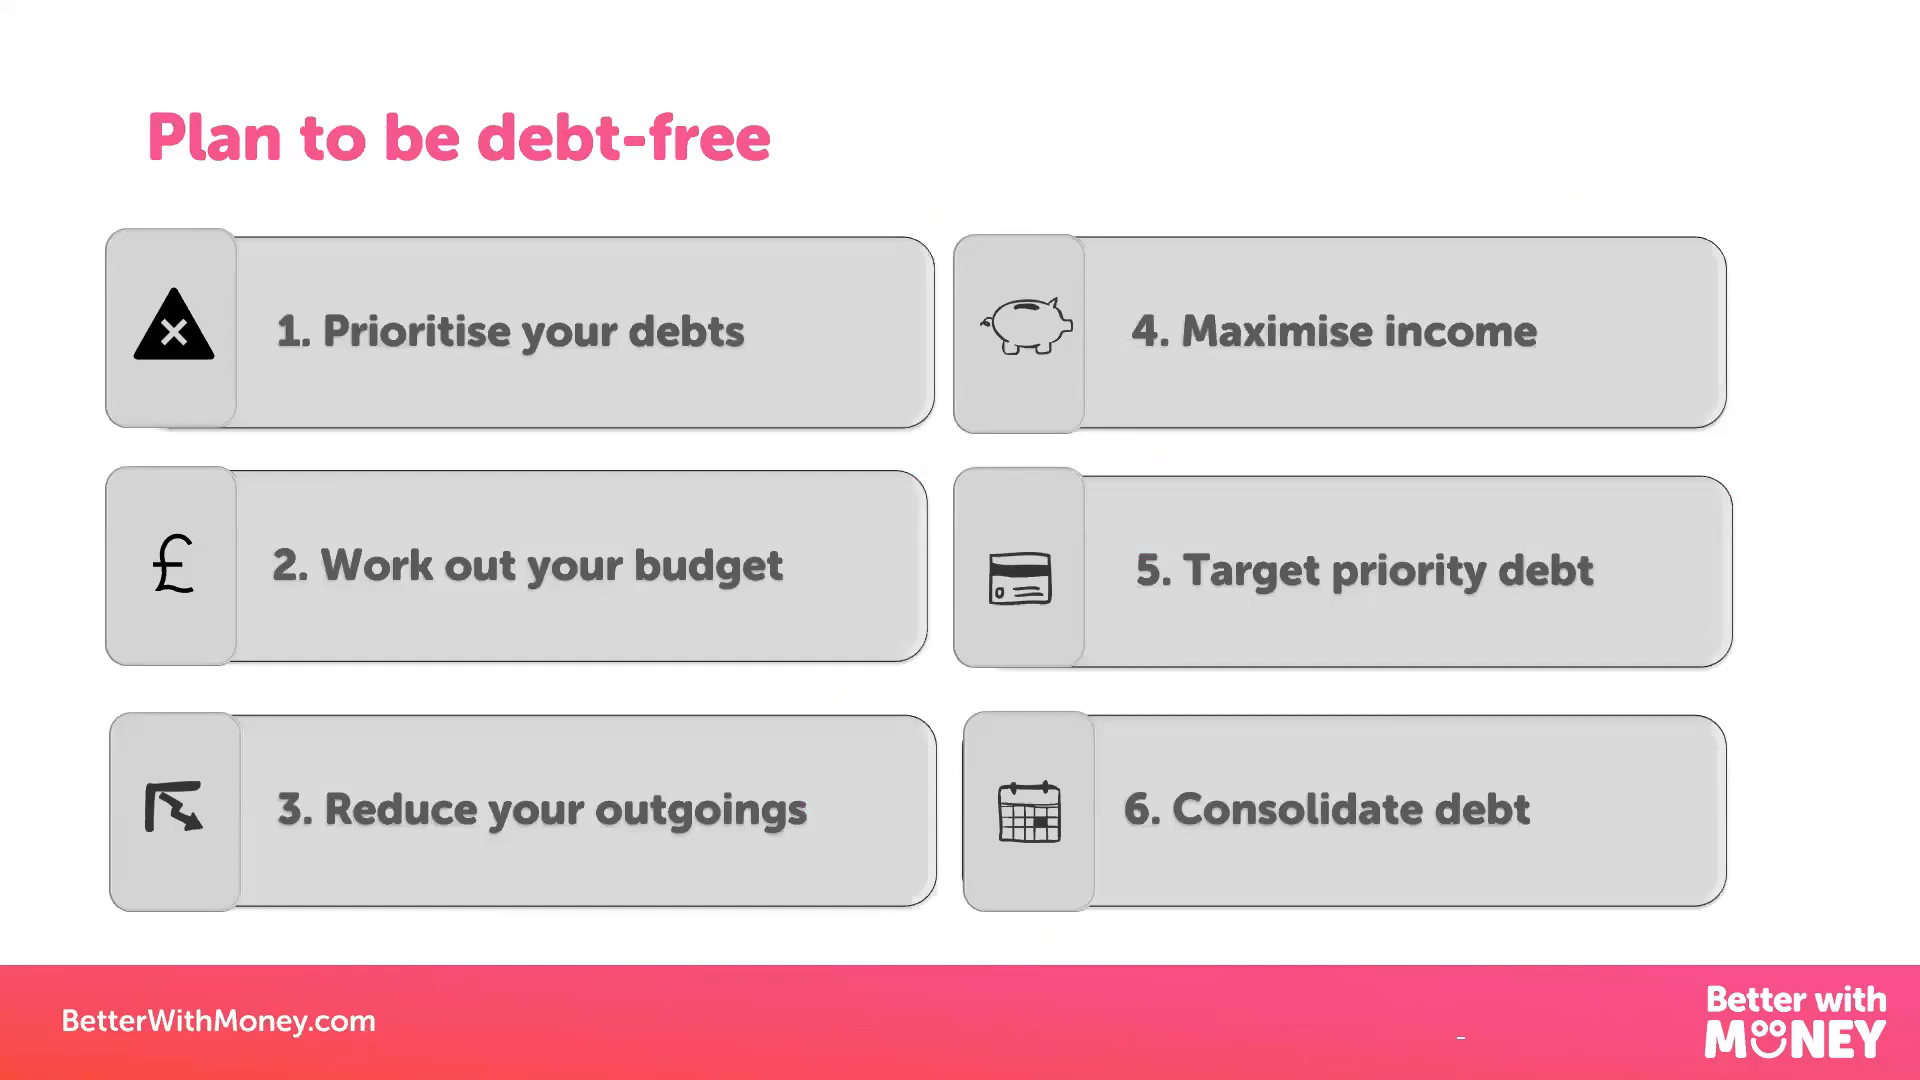 Plan to be debt-free
1. Prioritise your debts
2. Work out your budget
3. Reduce your outgoings
4. Maximise income
5. Target priority debt
6. Consolidate debt
BetterWithMoney.com
-
Better with
MONEY